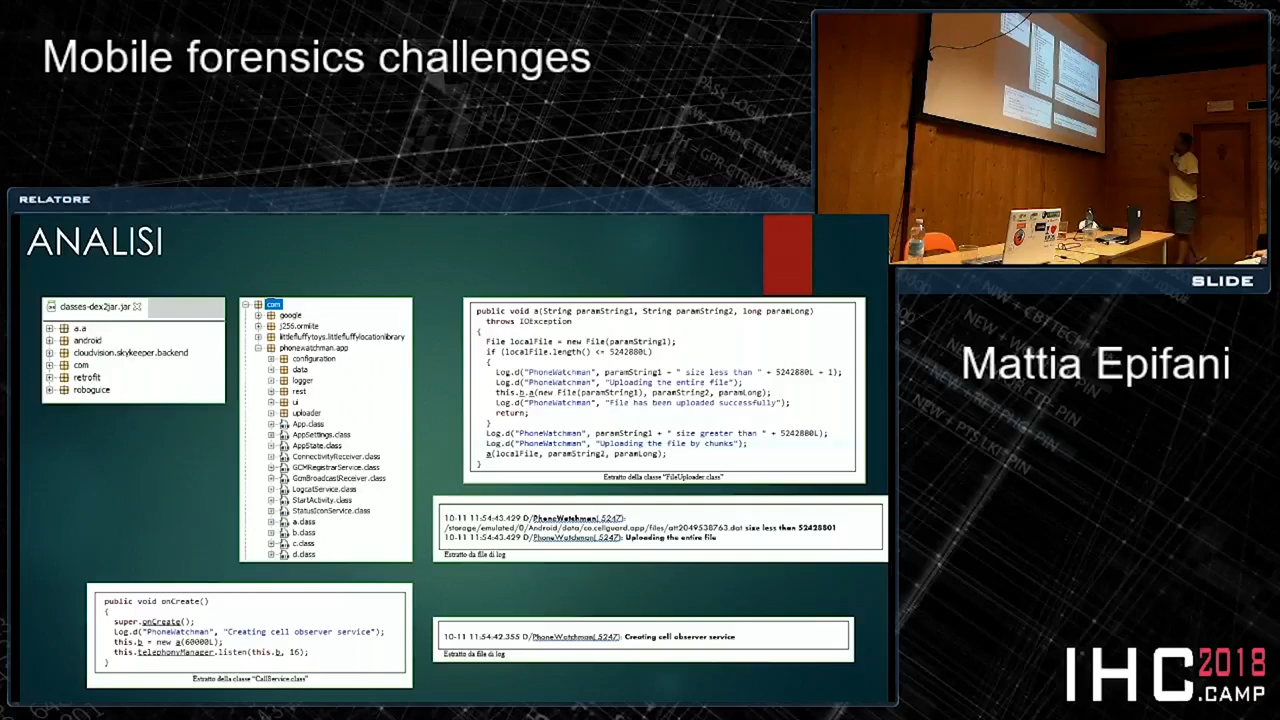 Mobile forensics challenges
RELATORE
ANALISI
classes-dex2jar.jar
a.a
android
cloudvision.skykeeper.backend
com
retrofit
roboguice
com
google
j256.ormlite
littlefluffytoys.littlefluffylocationlibrary
phonewatchman.app
configuration
data
logger
rest
ui
uploader
App.class
AppSettings.class
AppState.class
ConnectivityReceiver.class
GCMRegistrarService.class
GcmBroadcastReceiver.class
LogcatService.class
StartActivity.class
StatusIconService.class
a.class
b.class
c.class
d.class
public void a(String paramString1, String paramString2, long paramLong)
throws IOException
{
File localFile = new File(paramString1);
if (localFile.length() <= 5242880L)
{
Log.d("PhoneWatchman", paramString1 + " size less than " + 5242880L + 1);
Log.d("PhoneWatchman", "Uploading the entire file");
this.b.a(new File(paramString1), paramString2, paramLong);
Log.d("PhoneWatchman", "File has been uploaded successfully");
return;
}
Log.d("PhoneWatchman", paramString1 + " size greater than " + 5242880L);
Log.d("PhoneWatchman", "Uploading the file by chunks");
a(localFile, paramString2, paramLong);
}
Estratto della classe "FileUploader.class"
10-11 11:54:43.429 D/PhoneWatchman( 5247):
/storage/emulated/0/Android/data/co.cellguard.app/files/att2049538763.dat size less than 52428801
10-11 11:54:43.429 D/PhoneWatchman( 5247): Uploading the entire file
Estratto da file di log
public void onCreate()
{
super.onCreate();
Log.d("PhoneWatchman", "Creating cell observer service");
this.b = new a(60000L);
this.telephonyManager.listen(this.b, 16);
}
Estratto della classe "CallService.class"
10-11 11:54:42.355 D/PhoneWatchman( 5247): Creating cell observer service
Estratto da file di log
SLIDE
Mattia Epifani
IHC 2018
.CAMP